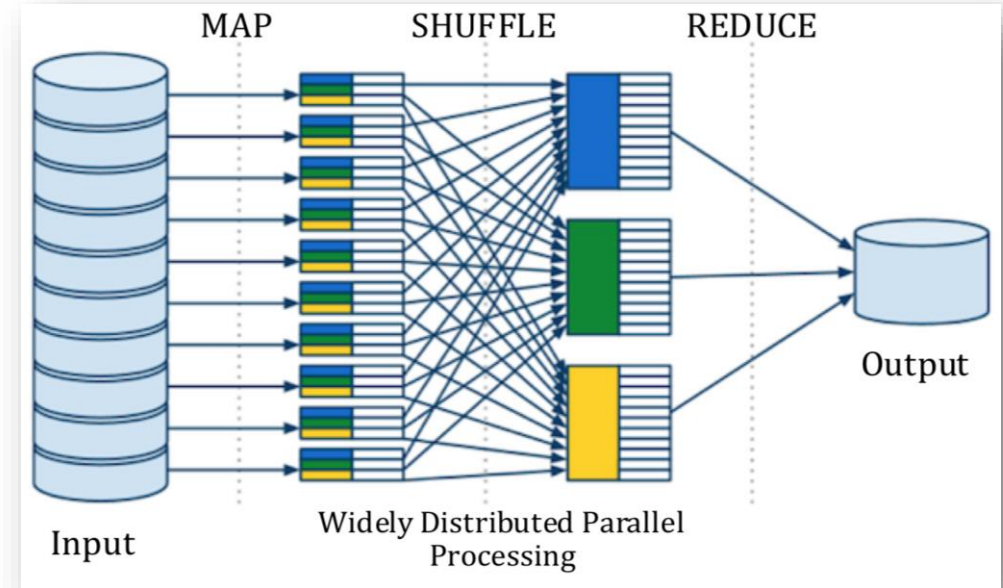 MAP
SHUFFLE
REDUCE
Output
Input
Widely Distributed Parallel
Processing